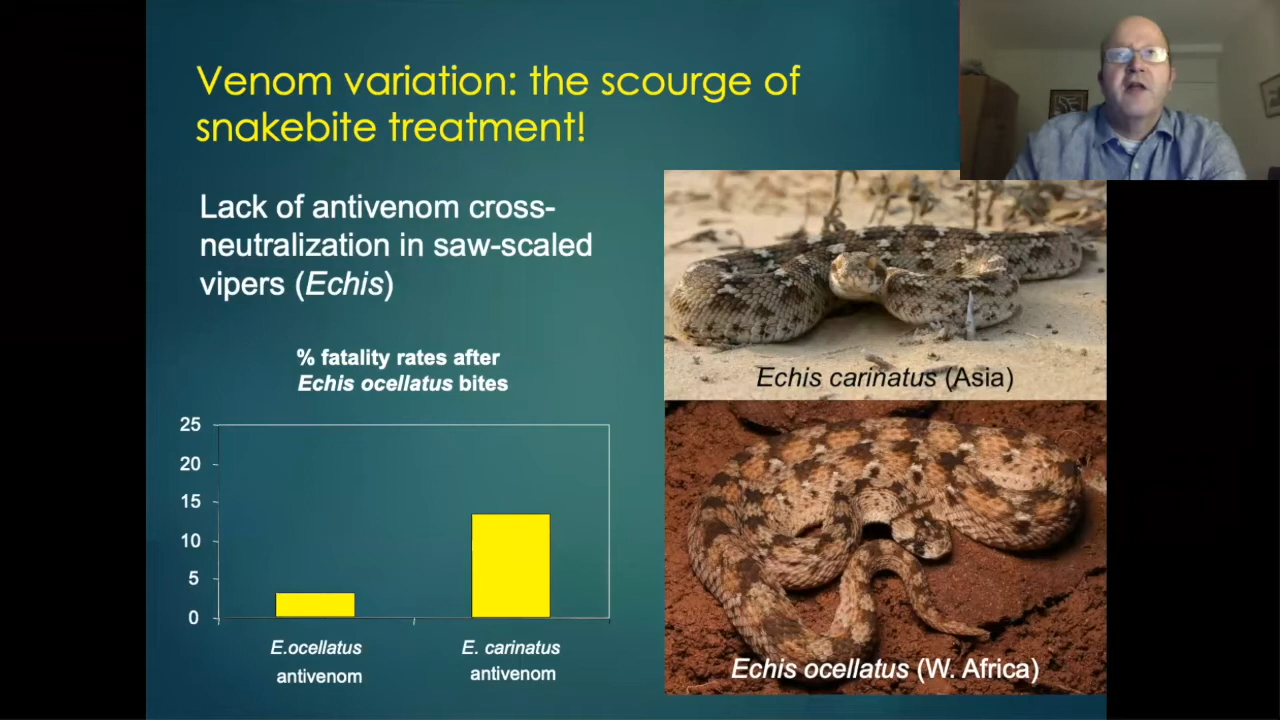 Venom variation: the scourge of
snakebite treatment!
Lack of antivenom cross-
neutralization in saw-scaled
vipers (Echis)
% fatality rates after
Echis ocellatus bites
25
20
15
10
5
0
E.ocellatus
antivenom
E. carinatus
antivenom
Echis carinatus (Asia)
Echis ocellatus (W. Africa)